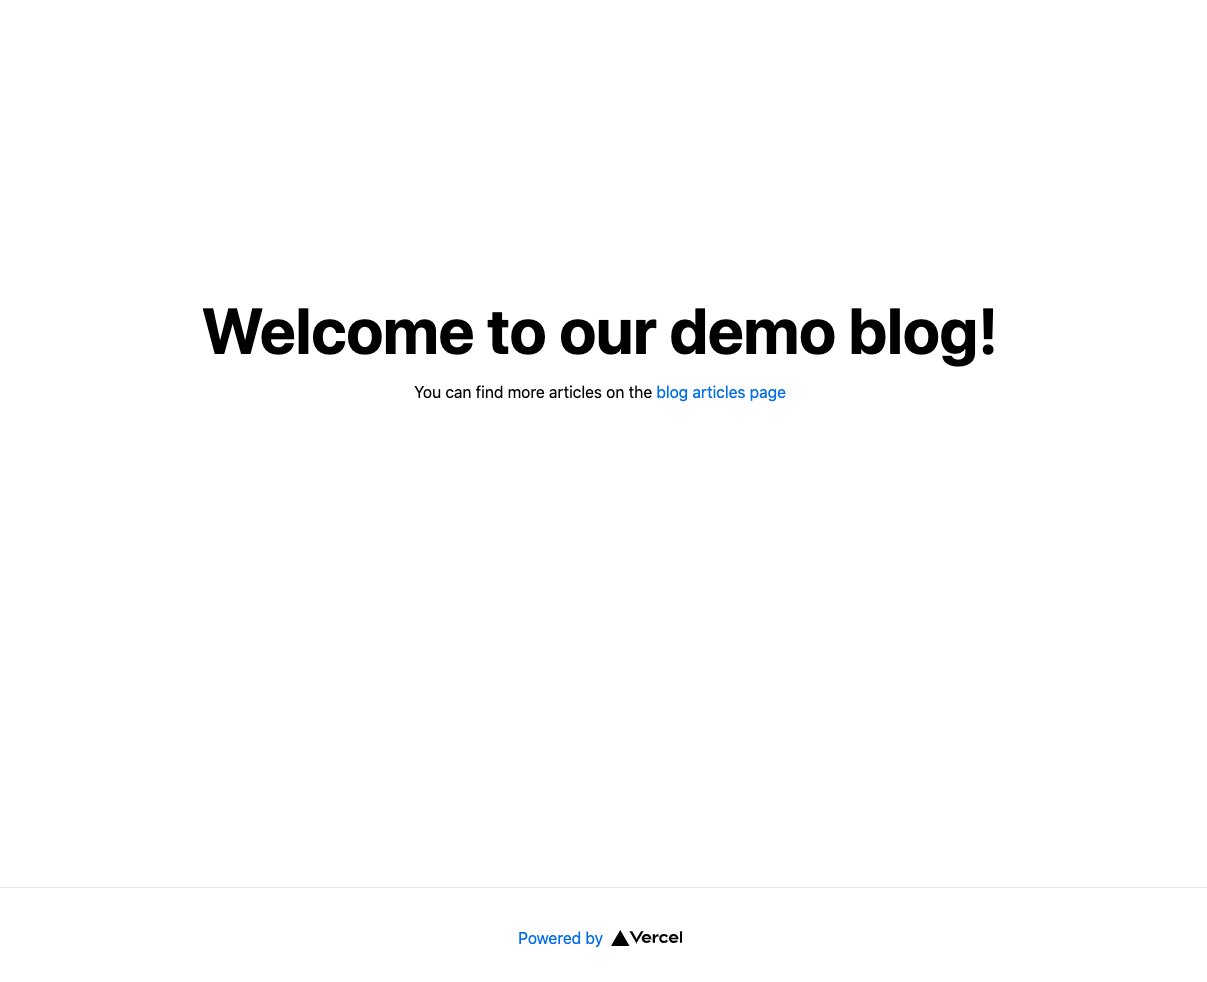 Welcome to our demo blog!
You can find more articles on the blog articles page
Powered by Vercel